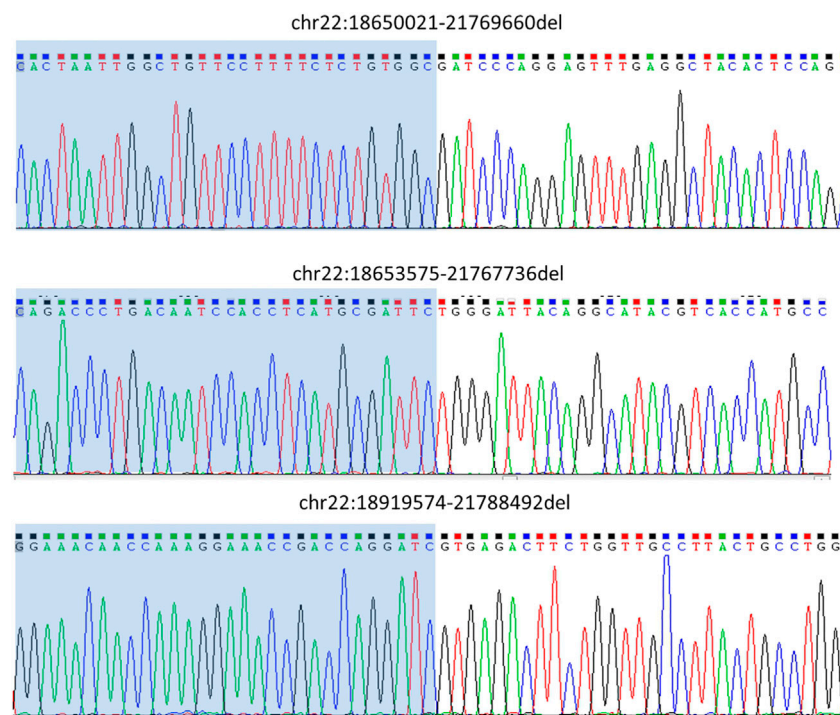 chr22:18650021-21769660del
CACTAATTGGCTGTTCCTTTTCTCTGTGGCGATCCCAGGAGTTTGAGGCTACACTCCAG
chr22:18653575-21767736del
CAGACCCTGACAATCCACCTCATGCGATTCTGGGATTACAGGCATACGTCACCATGCC
chr22:18919574-21788492del
GGAAACAACCAAAGGAAACCGACCAGGATCGTGAGACTTCTGGTTGCCTTACTGCCTGG